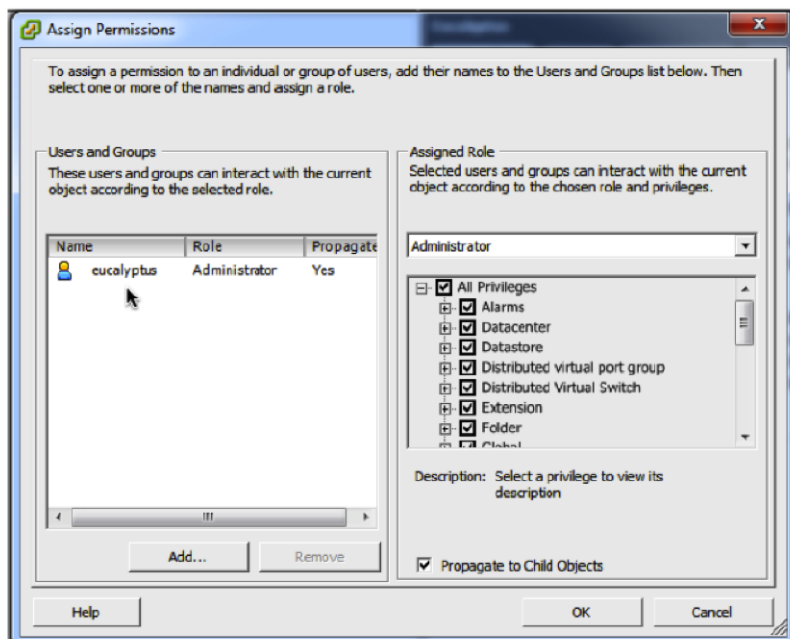 Assign Permissions
To assign a permission to an individual or group of users, add their names to the Users and Groups list below. Then
select one or more of the names and assign a role.
Users and Groups
These users and groups can interact with the current
object according to the selected role.
Name Role Propagate
eucalyptus Administrator Yes
Add...
Remove
Assigned Role
Selected users and groups can interact with the current
object according to the chosen role and privileges.
Administrator
All Privileges
Alarms
Datacenter
Datastore
Distributed virtual port group
Distributed Virtual Switch
Extension
Folder
Global
Description: Select a privilege to view its
description
Propagate to Child Objects
Help
OK
Cancel